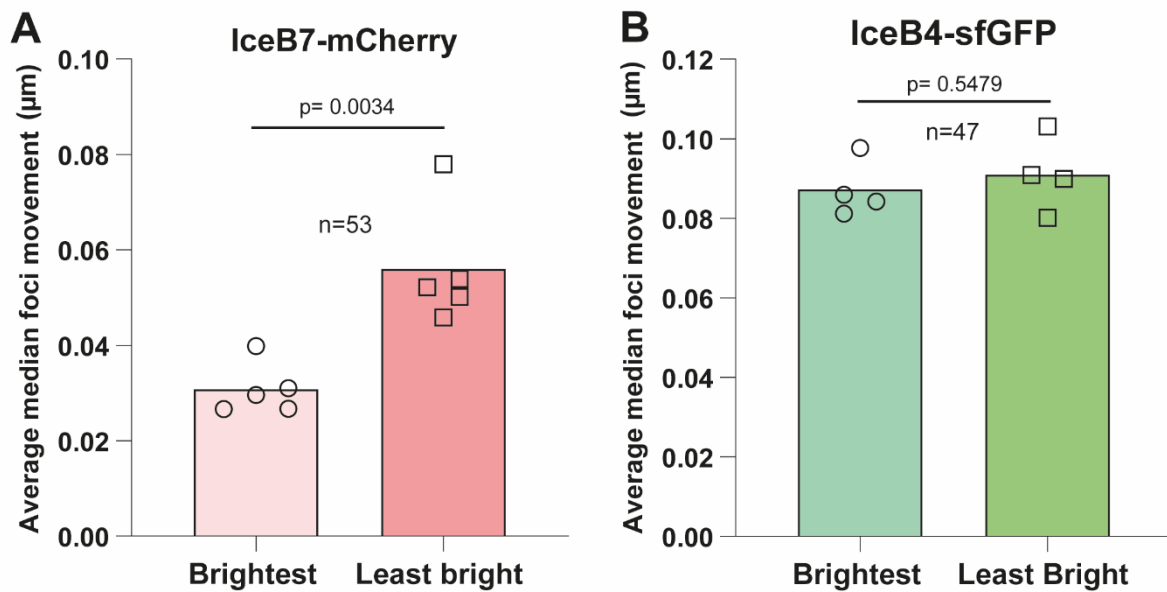 A
IceB7-mCherry
Average median foci movement (µm)
0.10
0.08
0.06
0.04
0.02
0.00
p= 0.0034
n=53
Brightest
Least bright
B
IceB4-sfGFP
Average median foci movement (µm)
0.12
0.10
0.08
0.06
0.04
0.02
0.00
p= 0.5479
n=47
Brightest
Least Bright